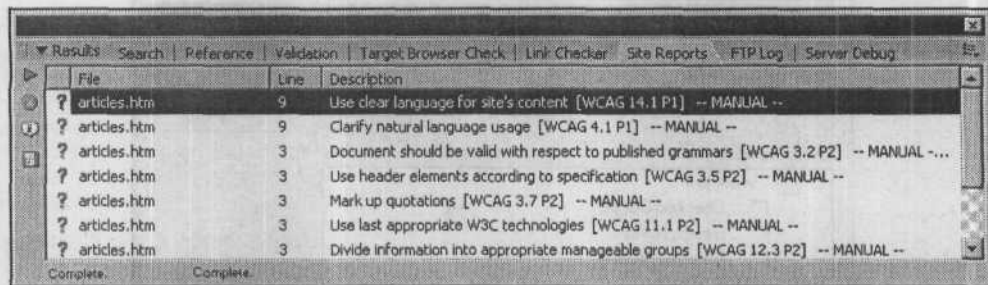 Results Search Reference Validation Target Browser Check Link Checker Site Reports FTP Log Server Debug
File Line Description
? articles.htm 9 Use clear language for site's content [WCAG 14.1 P1] -- MANUAL --
? articles.htm 9 Clarify natural language usage [WCAG 4.1 P1] -- MANUAL --
? articles.htm 3 Document should be valid with respect to published grammars [WCAG 3.2 P2] -- MANUAL -...
? articles.htm 3 Use header elements according to specification [WCAG 3.5 P2] -- MANUAL --
? articles.htm 3 Mark up quotations [WCAG 3.7 P2] -- MANUAL --
? articles.htm 3 Use last appropriate W3C technologies [WCAG 11.1 P2] -- MANUAL --
? articles.htm 3 Divide information into appropriate manageable groups [WCAG 12.3 P2] -- MANUAL --
Complete. Complete.